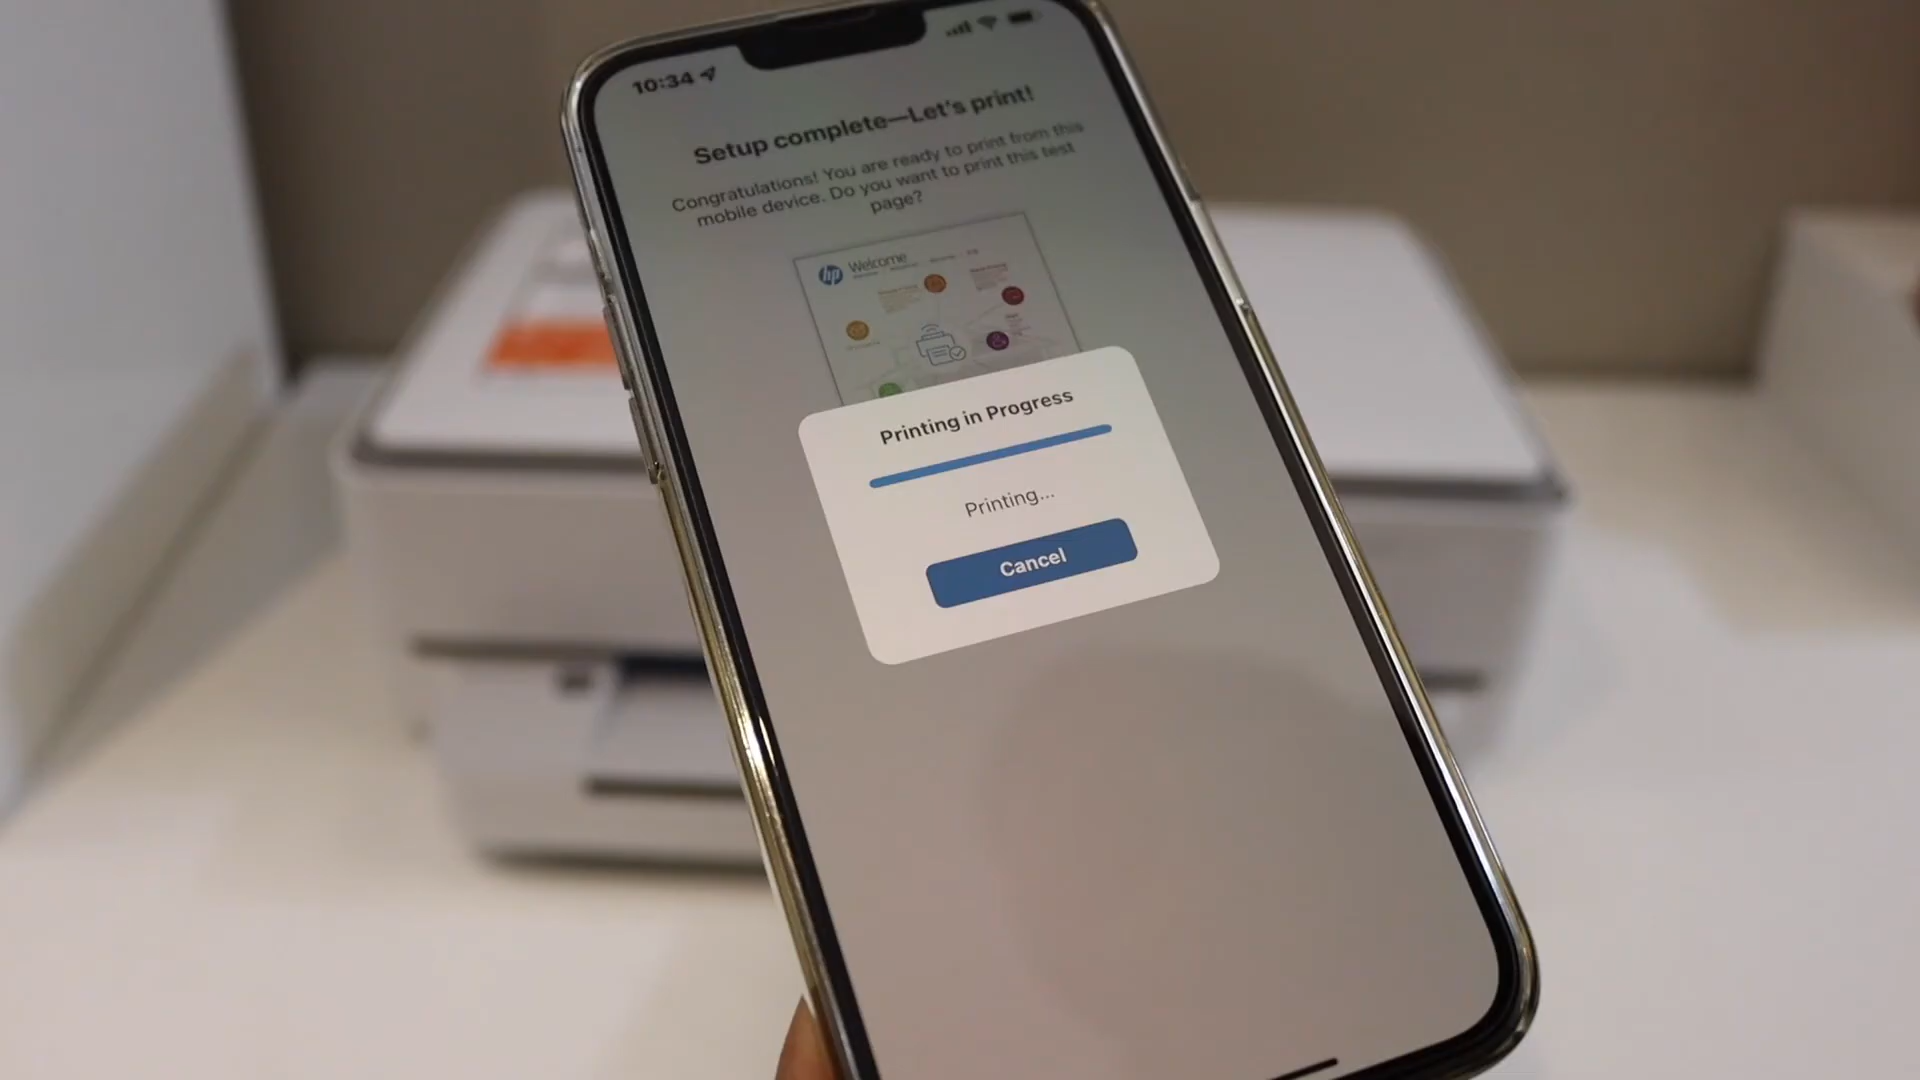 10:34
Setup complete—Let's print!
Congratulations! You are ready to print from this
mobile device. Do you want to print this test
page?
hp Welcome
Printing in Progress
Printing...
Cancel